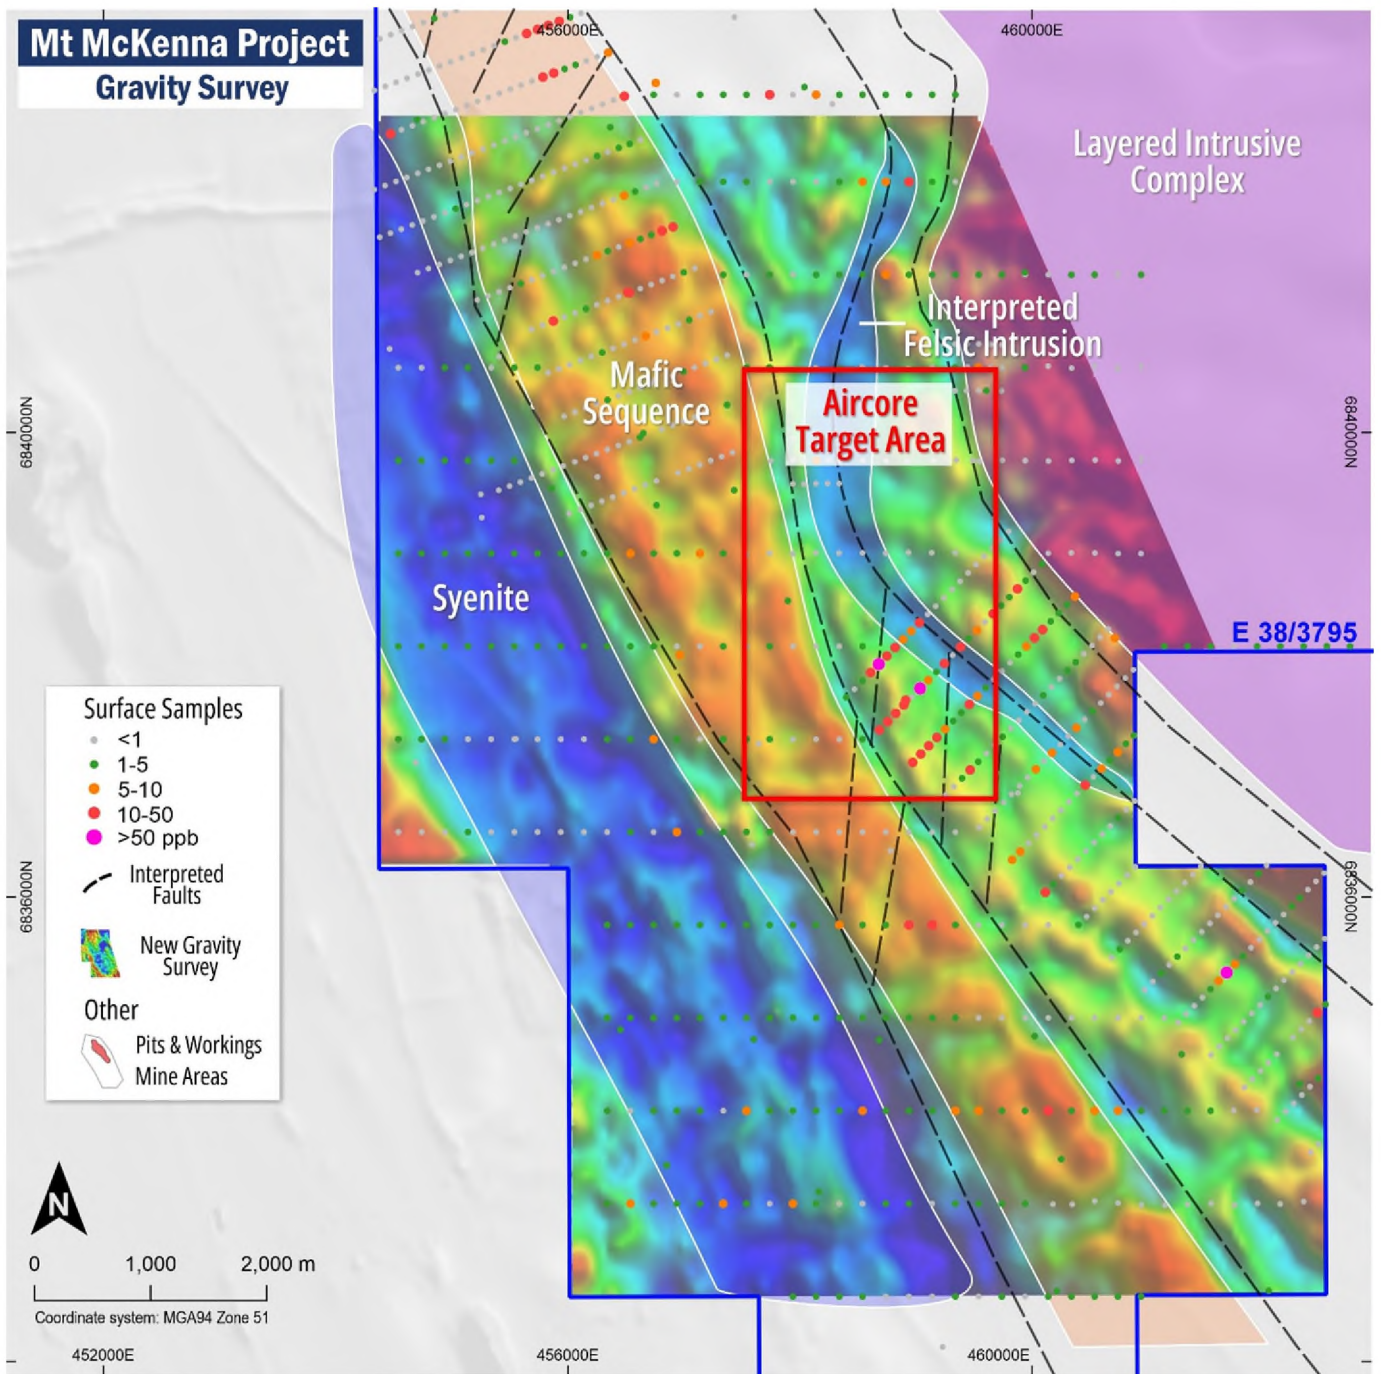 Mt McKenna Project
Gravity Survey
456000E
460000E
Layered Intrusive
Complex
Interpreted
Felsic Intrusion
Mafic
Sequence
Aircore
Target Area
6840000N
6840000N
Syenite
E 38/3795
Surface Samples
<1
1-5
5-10
10-50
>50 ppb
Interpreted
Faults
New Gravity
Survey
Other
Pits & Workings
Mine Areas
6836000N
6836000N
N
0 1,000 2,000 m
Coordinate system: MGA94 Zone 51
452000E
456000E
460000E